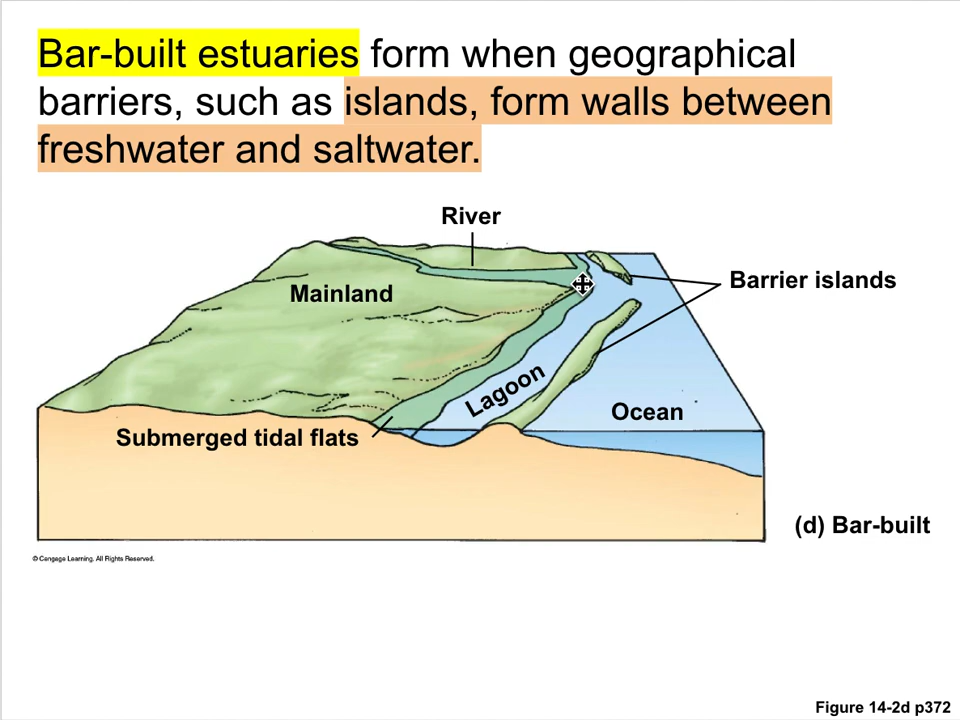 Bar-built estuaries form when geographical
barriers, such as islands, form walls between
freshwater and saltwater.
River
Barrier islands
Mainland
Lagoon
Ocean
Submerged tidal flats
(d) Bar-built
© Cengage Learning. All Rights Reserved.
Figure 14-2d p372